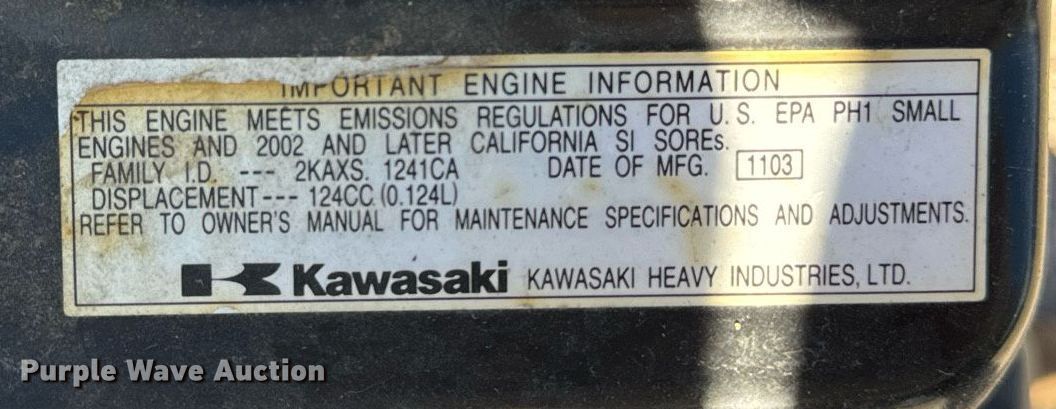 IMPORTANT ENGINE INFORMATION
THIS ENGINE MEETS EMISSIONS REGULATIONS FOR U.S. EPA PH1 SMALL
ENGINES AND 2002 AND LATER CALIFORNIA SI SOREs.
FAMILY I.D. --- 2KAXS. 1241CA DATE OF MFG. 1103
DISPLACEMENT --- 124CC (0.124L)
REFER TO OWNER'S MANUAL FOR MAINTENANCE SPECIFICATIONS AND ADJUSTMENTS.
Kawasaki KAWASAKI HEAVY INDUSTRIES, LTD.
Purple Wave Auction